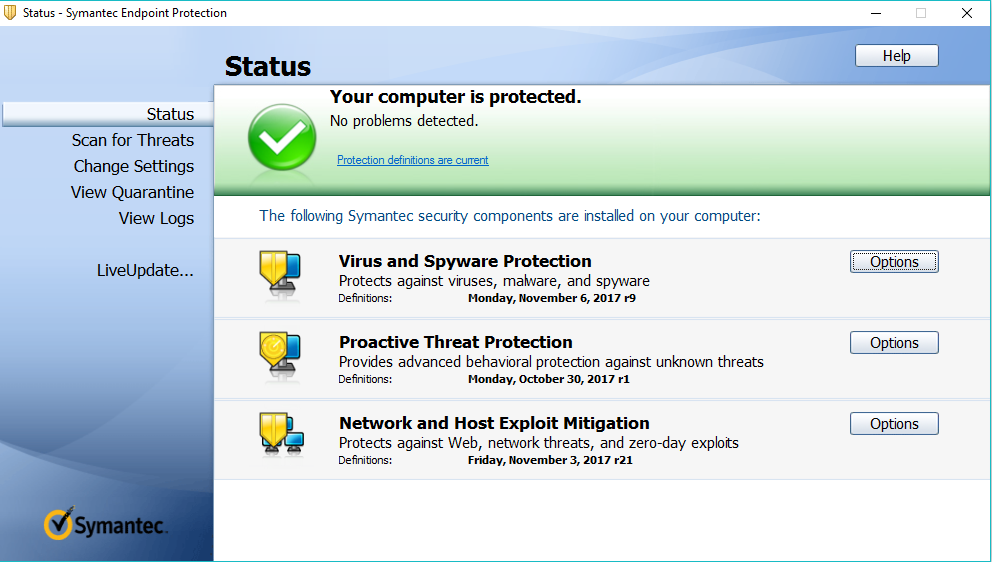 Status - Symantec Endpoint Protection
Status
Help
Status
Scan for Threats
Change Settings
View Quarantine
View Logs
LiveUpdate...
Your computer is protected.
No problems detected.
Protection definitions are current
The following Symantec security components are installed on your computer:
Virus and Spyware Protection
Options
Protects against viruses, malware, and spyware
Definitions: Monday, November 6, 2017 r9
Proactive Threat Protection
Options
Provides advanced behavioral protection against unknown threats
Definitions: Monday, October 30, 2017 r1
Network and Host Exploit Mitigation
Options
Protects against Web, network threats, and zero-day exploits
Definitions: Friday, November 3, 2017 r21
Symantec.